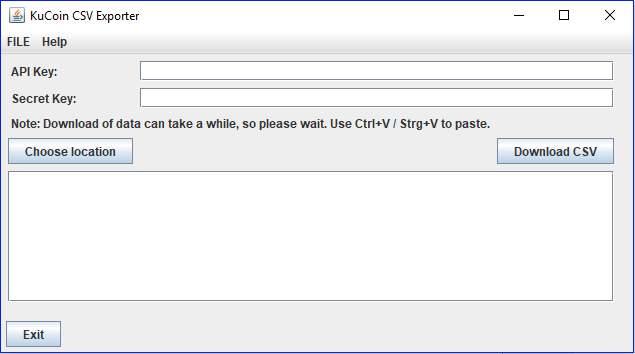 KuCoin CSV Exporter
FILE Help
API Key:
Secret Key:
Note: Download of data can take a while, so please wait. Use Ctrl+V / Strg+V to paste.
Choose location Download CSV
Exit